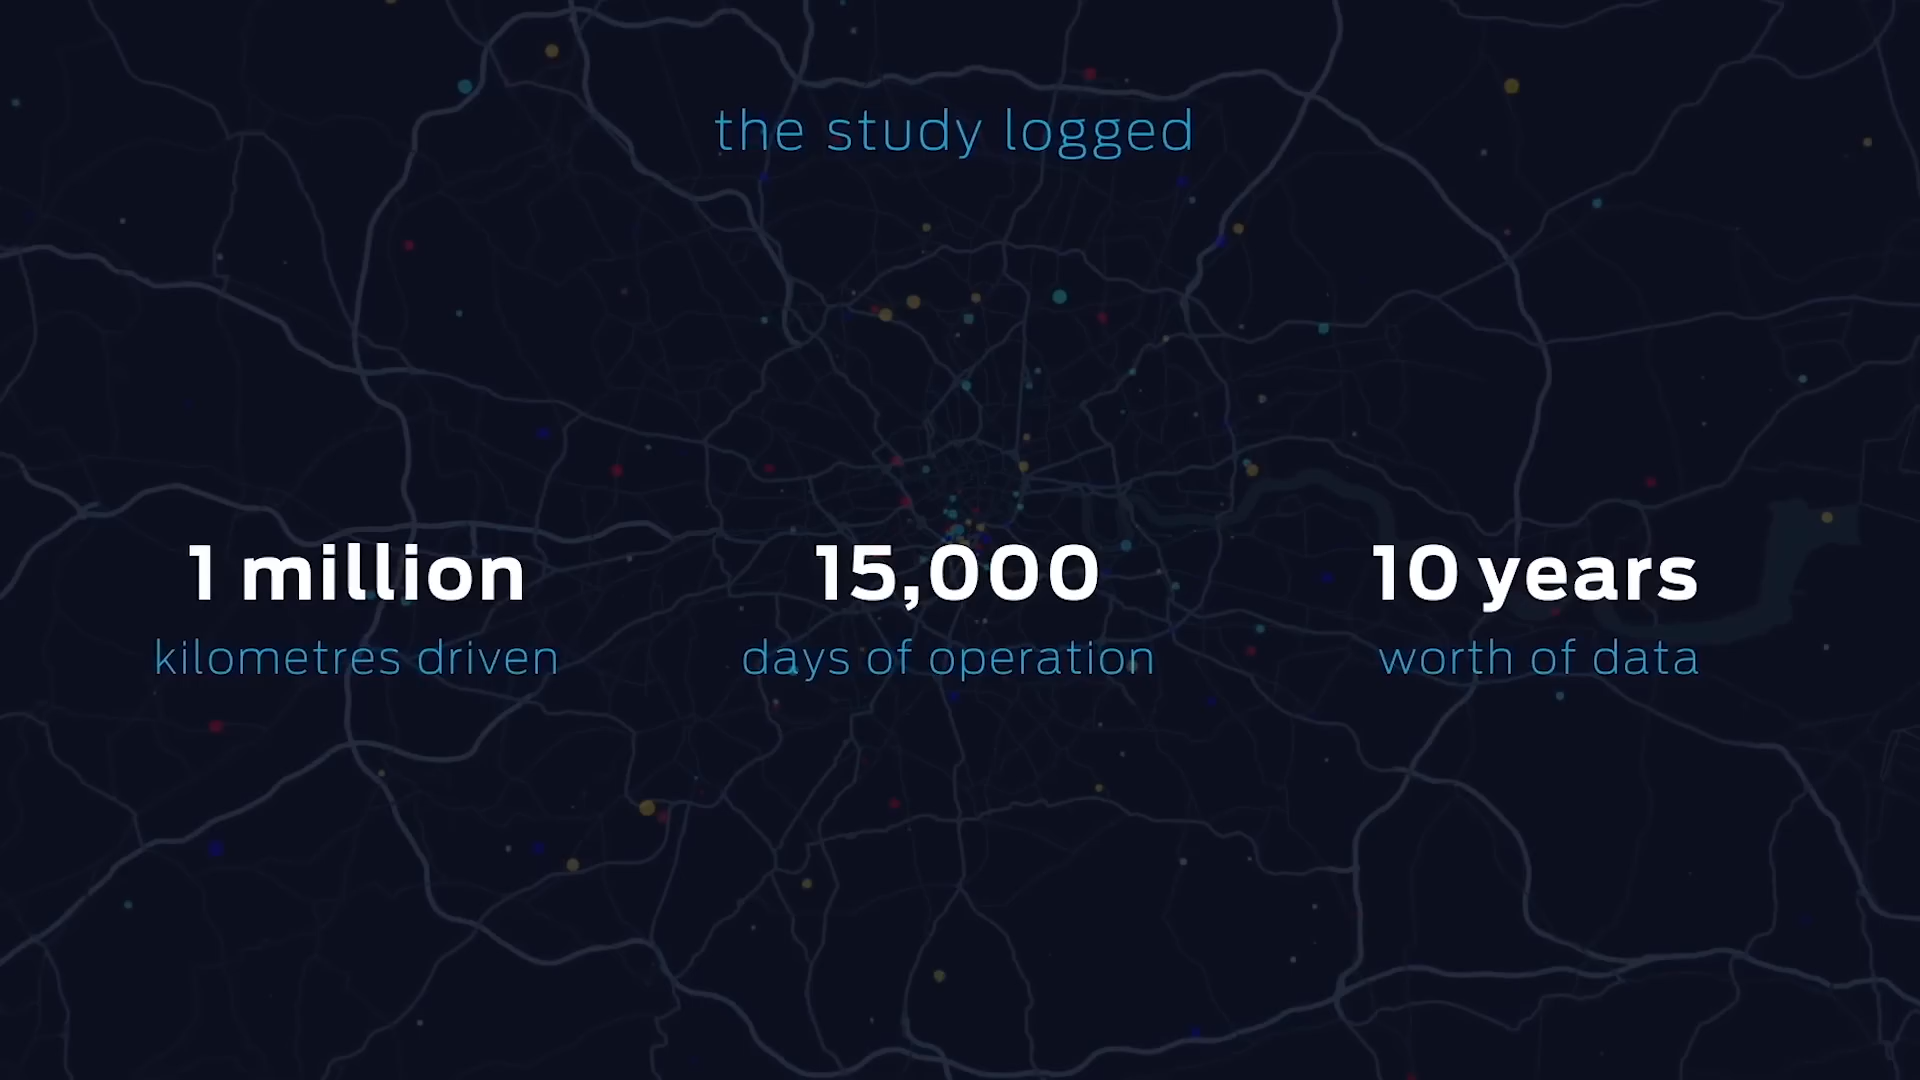 the study logged
1 million
kilometres driven
15,000
days of operation
10 years
worth of data